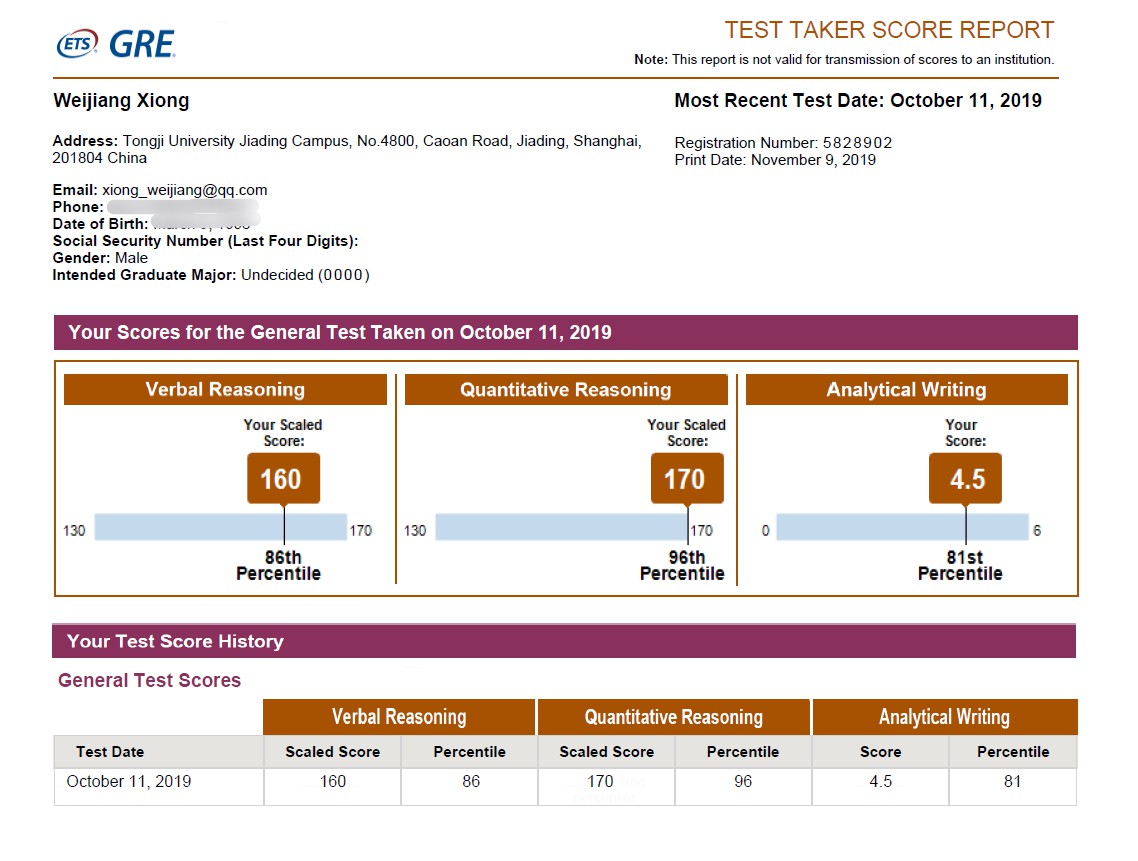 ETS GRE
TEST TAKER SCORE REPORT
Note: This report is not valid for transmission of scores to an institution.
Weijiang Xiong
Most Recent Test Date: October 11, 2019
Address: Tongji University Jiading Campus, No.4800, Caoan Road, Jiading, Shanghai,
201804 China
Registration Number: 5828902
Print Date: November 9, 2019
Email: xiong_weijiang@qq.com
Phone:
Date of Birth:
Social Security Number (Last Four Digits):
Gender: Male
Intended Graduate Major: Undecided (0000)
Your Scores for the General Test Taken on October 11, 2019
Verbal Reasoning
Your Scaled
Score:
160
130
170
86th
Percentile
Quantitative Reasoning
Your Scaled
Score:
170
130
170
96th
Percentile
Analytical Writing
Your
Score:
4.5
0
6
81st
Percentile
Your Test Score History
General Test Scores
Verbal Reasoning Quantitative Reasoning Analytical Writing
Test Date Scaled Score Percentile Scaled Score Percentile Score Percentile
October 11, 2019 160 86 170 96 4.5 81